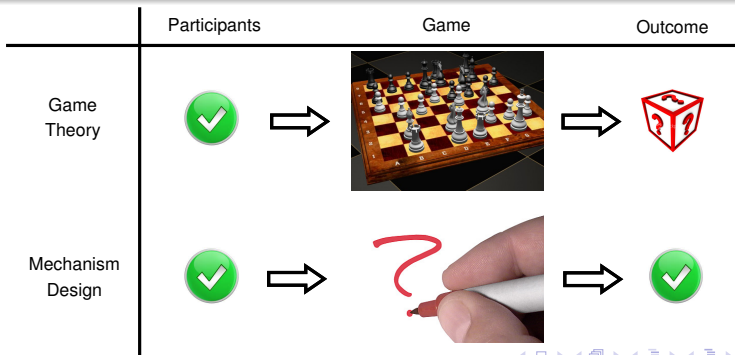 Participants
Game
Outcome
Game
Theory
Mechanism
Design